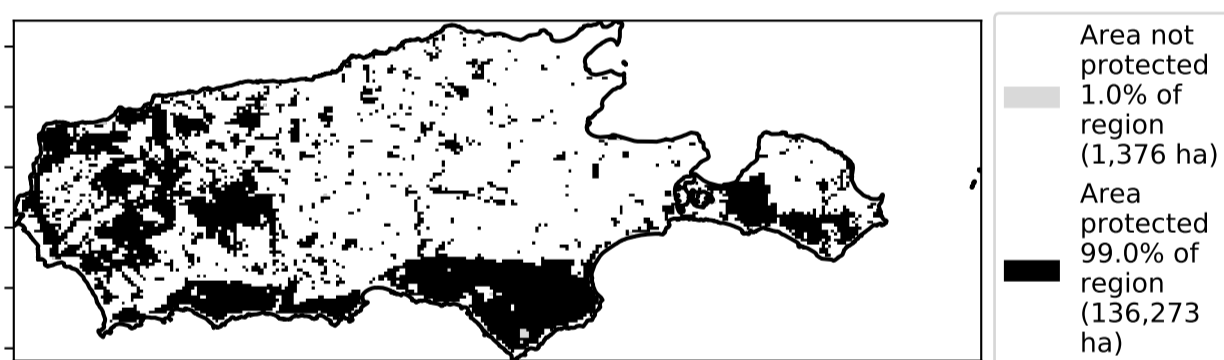 Area not
protected
1.0% of
region
(1,376 ha)
Area
protected
99.0% of
region
(136,273
ha)